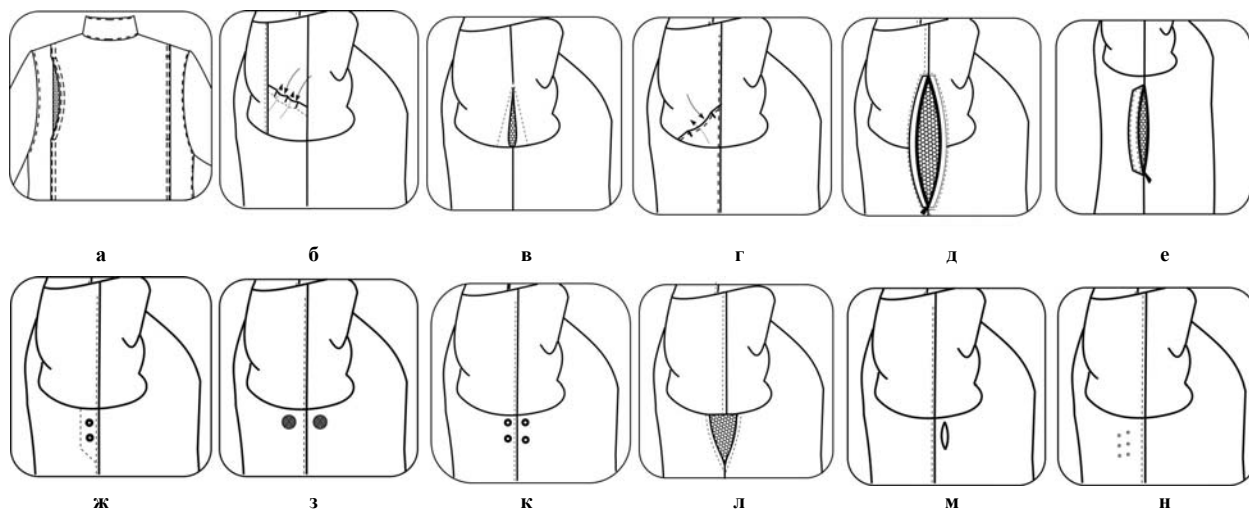 а б в г д е
ж з к л м н